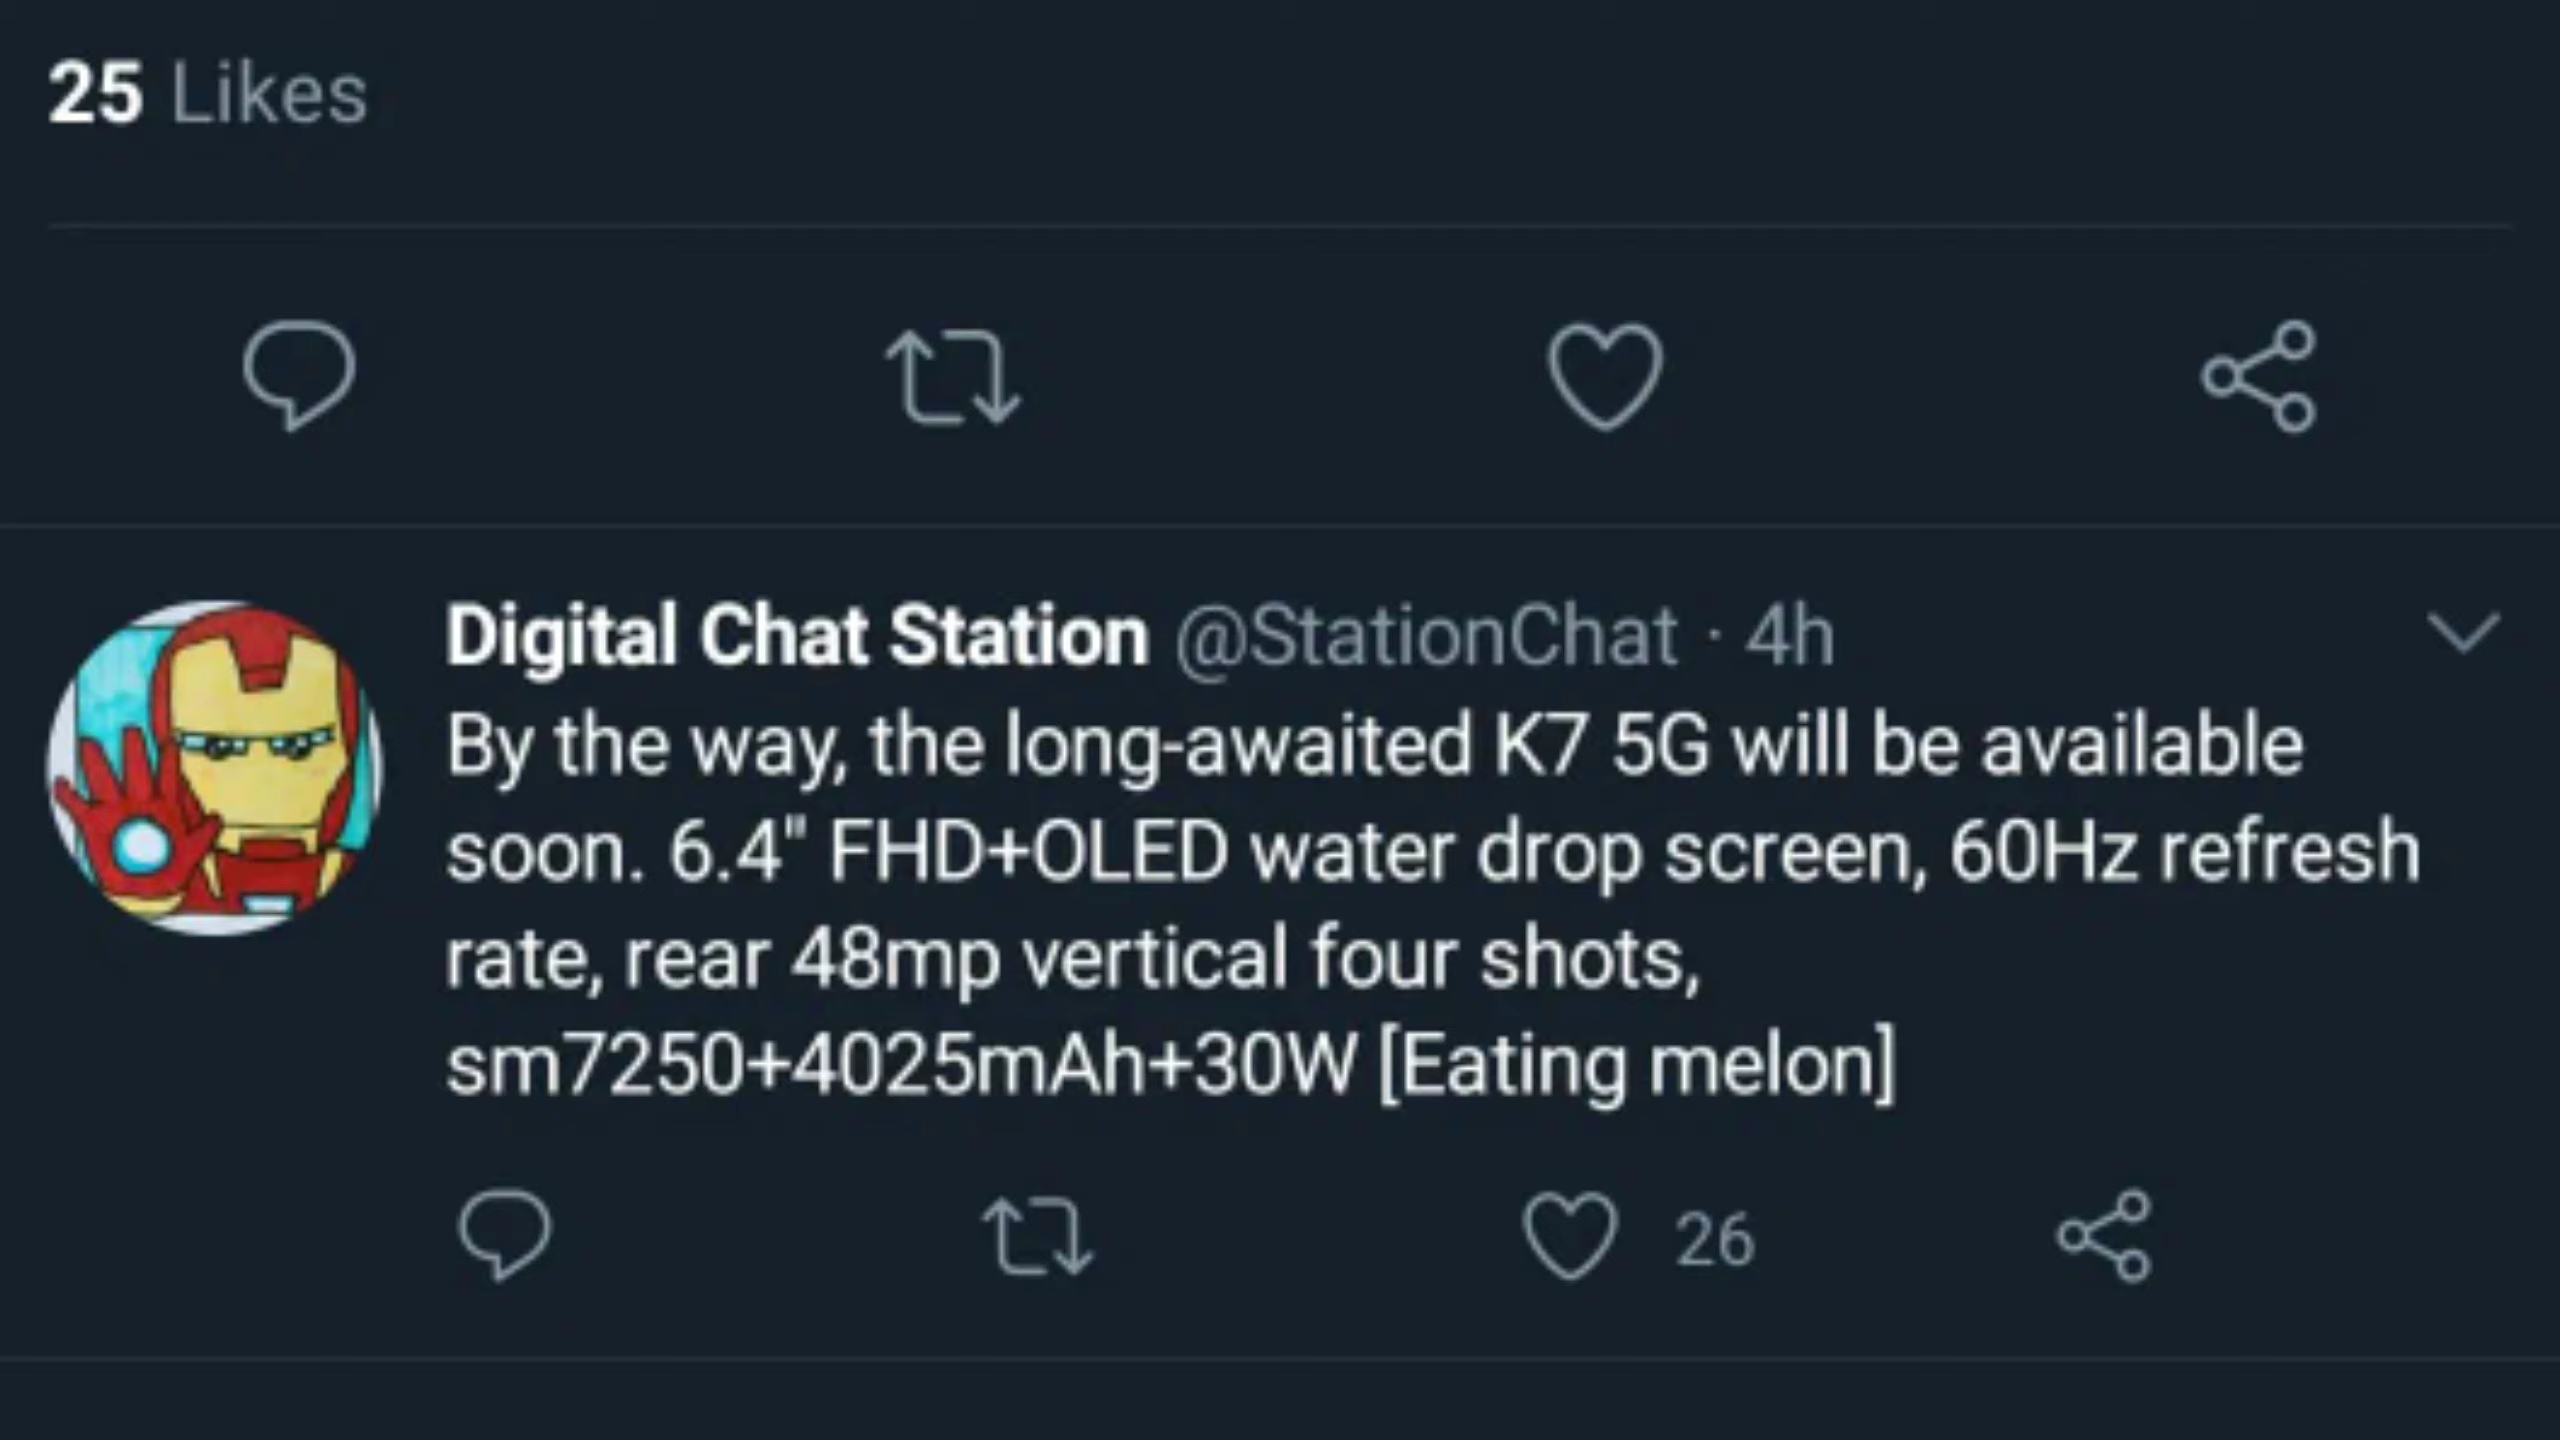 25 Likes
Digital Chat Station @StationChat · 4h
By the way, the long-awaited K7 5G will be available
soon. 6.4" FHD+OLED water drop screen, 60Hz refresh
rate, rear 48mp vertical four shots,
sm7250+4025mAh+30W [Eating melon]
26